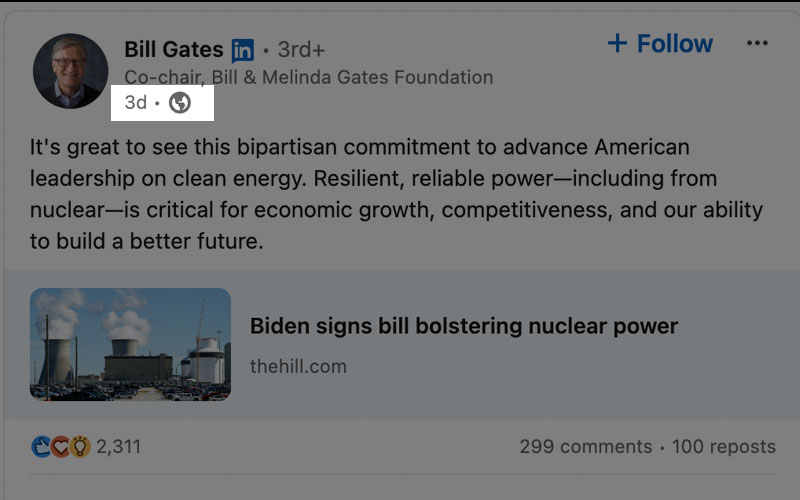 Bill Gates in • 3rd+
+ Follow •••
Co-chair, Bill & Melinda Gates Foundation
3d •
It's great to see this bipartisan commitment to advance American
leadership on clean energy. Resilient, reliable power—including from
nuclear—is critical for economic growth, competitiveness, and our ability
to build a better future.
Biden signs bill bolstering nuclear power
thehill.com
2,311
299 comments • 100 reposts